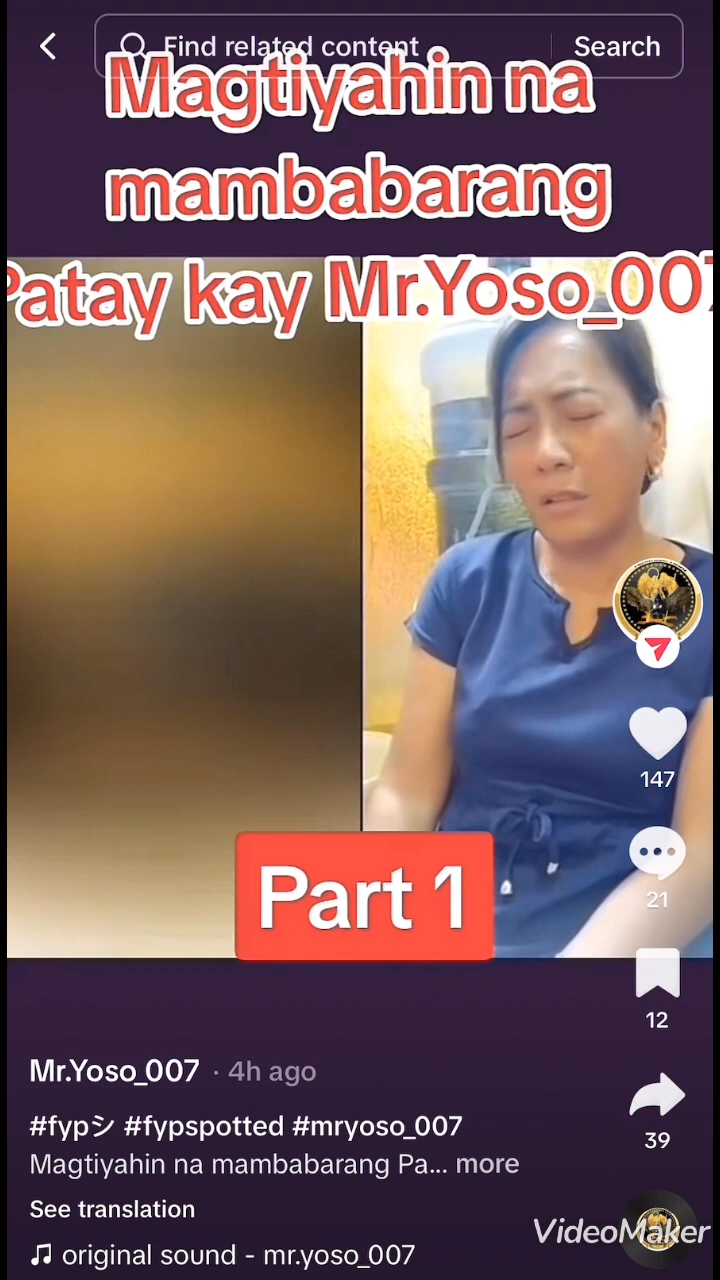 Find related content
Search
Magtiyahin na
mambabarang
Patay kay Mr.Yoso_007
Part 1
147
21
12
39
Mr.Yoso_007 · 4h ago
#fypシ #fypspotted #mryoso_007
Magtiyahin na mambabarang Pa... more
See translation
original sound - mr.yoso_007
VideoMaker